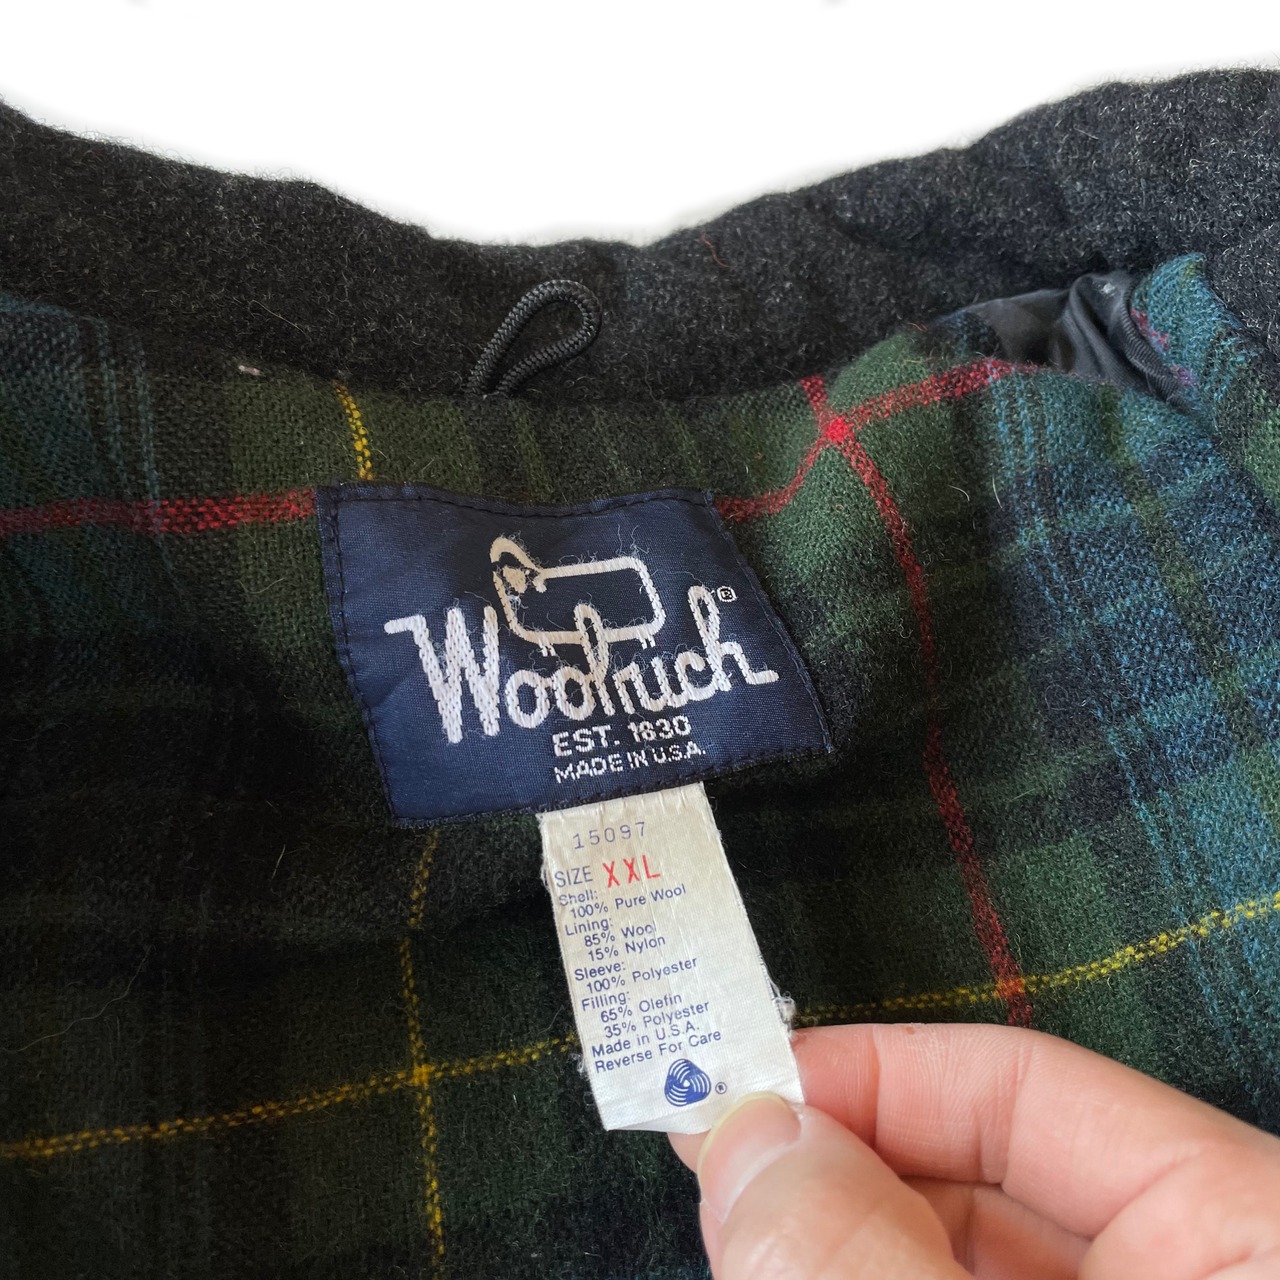 Woolrich®
EST. 1830
MADE IN U.S.A.
15097
SIZE XXL
Shell:
100% Pure Wool
Lining:
85% Wool
15% Nylon
Sleeve:
100% Polyester
Filling:
65% Olefin
35% Polyester
Made in U.S.A.
Reverse For Care
®